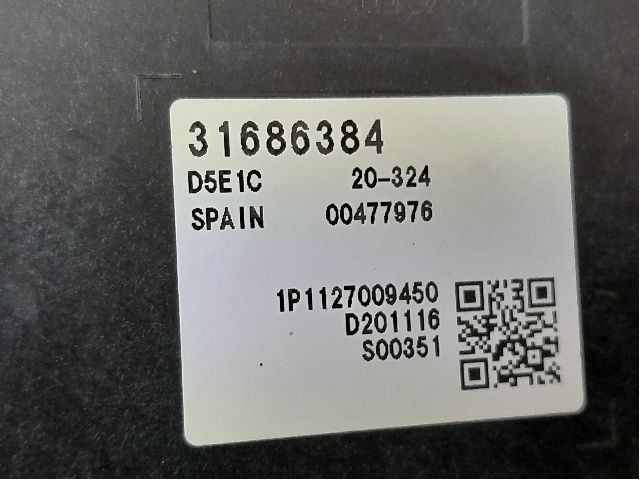 31686384
D5E1C 20-324
SPAIN 00477976
1P1127009450
D201116
S00351